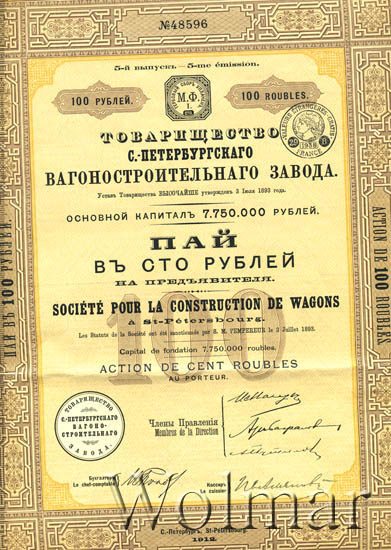 №48596
5-й выпускъ – 5-me émission.
100 РУБЛЕЙ.
М.Ф.
I.
100 ROUBLES.
ТОВАРИЩЕСТВО
С.-ПЕТЕРБУРГСКАГО
ВАГОНОСТРОИТЕЛЬНАГО ЗАВОДА.
Уставъ Товарищества ВЫСОЧАЙШЕ утвержденъ 3 Іюля 1893 года.
ОСНОВНОЙ КАПИТАЛЪ 7.750.000 РУБЛЕЙ.
ПАЙ
ВЪ СТО РУБЛЕЙ
НА ПРЕДЪЯВИТЕЛЯ.
100
SOCIÉTÉ POUR LA CONSTRUCTION DE WAGONS
à St-Pétersbourg.
Les Statuts de la Société ont été sanctionnés par S. M. l'EMPEREUR le 3 Juillet 1893.
Capital de fondation 7.750.000 roubles.
ACTION DE CENT ROUBLES
AU PORTEUR.
ТОВАРИЩЕСТВО
С.-ПЕТЕРБУРГСКАГО
ВАГОНО-
СТРОИТЕЛЬНАГО
ЗАВОДА.
Члены Правленія
Membres de la Direction
Бухгалтеръ
Le chef-comptable
Кассиръ
Le caissier
С.-Петербургъ, St-Pétersbourg.
1912.
ПАЙ ВЪ 100 РУБЛЕЙ
ACTION DE 100 ROUBLES
Wolmar